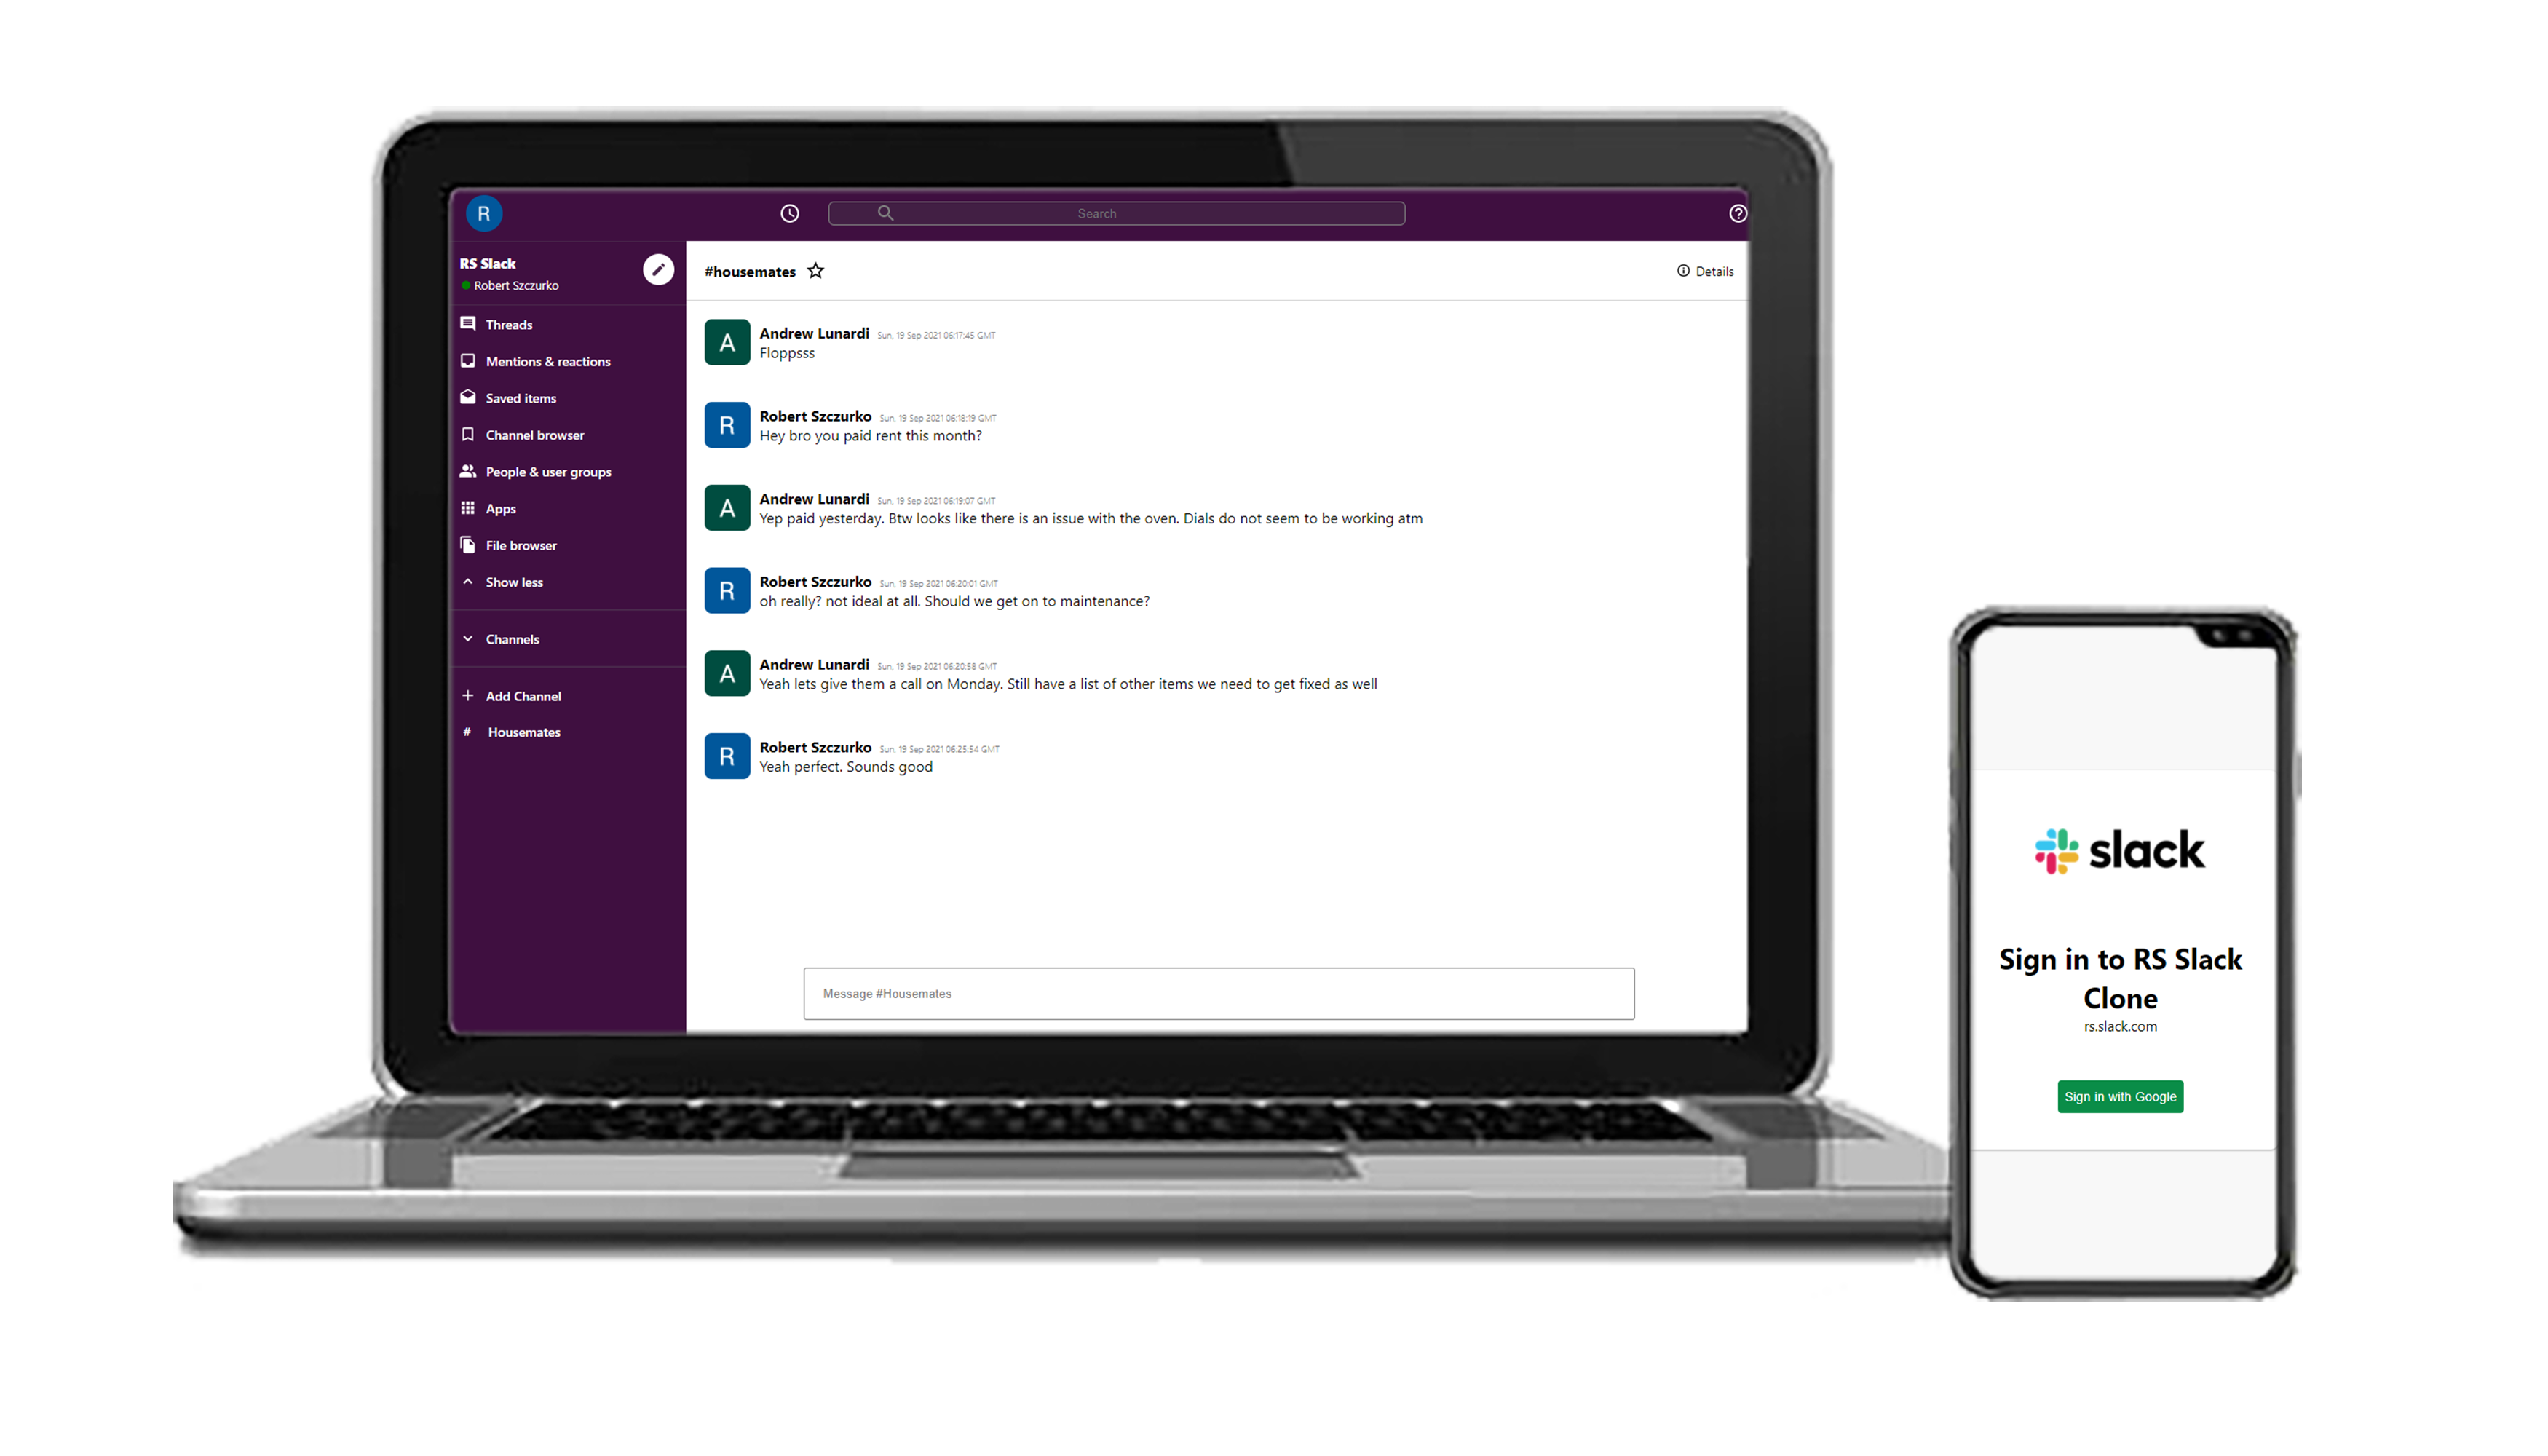 R
Search
RS Slack
Robert Szczurko
Threads
Mentions & reactions
Saved items
Channel browser
People & user groups
Apps
File browser
Show less
Channels
Add Channel
# Housemates
#housemates
Details
A
Andrew Lunardi Sun, 19 Sep 2021 06:17:45 GMT
Floppsss
R
Robert Szczurko Sun, 19 Sep 2021 06:18:19 GMT
Hey bro you paid rent this month?
A
Andrew Lunardi Sun, 19 Sep 2021 06:19:07 GMT
Yep paid yesterday. Btw looks like there is an issue with the oven. Dials do not seem to be working atm
R
Robert Szczurko Sun, 19 Sep 2021 06:20:01 GMT
oh really? not ideal at all. Should we get on to maintenance?
A
Andrew Lunardi Sun, 19 Sep 2021 06:20:58 GMT
Yeah lets give them a call on Monday. Still have a list of other items we need to get fixed as well
R
Robert Szczurko Sun, 19 Sep 2021 06:25:54 GMT
Yeah perfect. Sounds good
Message #Housemates
slack
Sign in to RS Slack
Clone
rs.slack.com
Sign in with Google